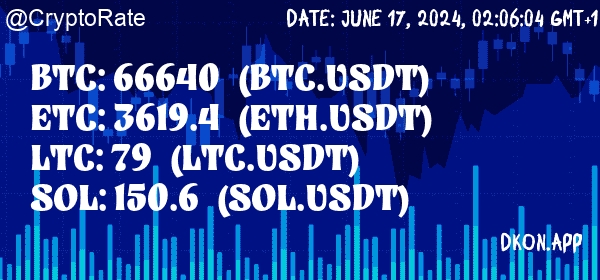 @CryptoRate
DATE: JUNE 17, 2024, 02:06:04 GMT+1
BTC: 66640 (BTC.USDT)
ETC: 3619.4 (ETH.USDT)
LTC: 79 (LTC.USDT)
SOL: 150.6 (SOL.USDT)
DKON.APP